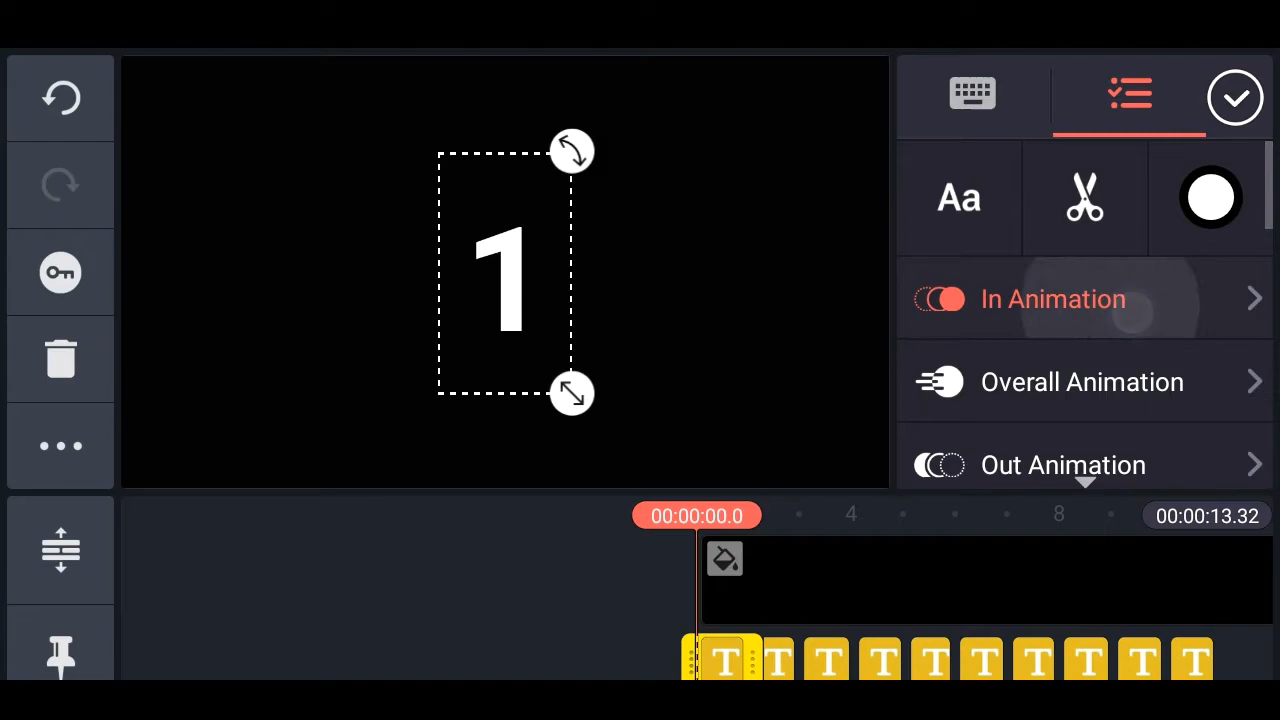 1
Aa
In Animation
Overall Animation
Out Animation
00:00:00.0
4
8
00:00:13.32
T T T T T T T T T T